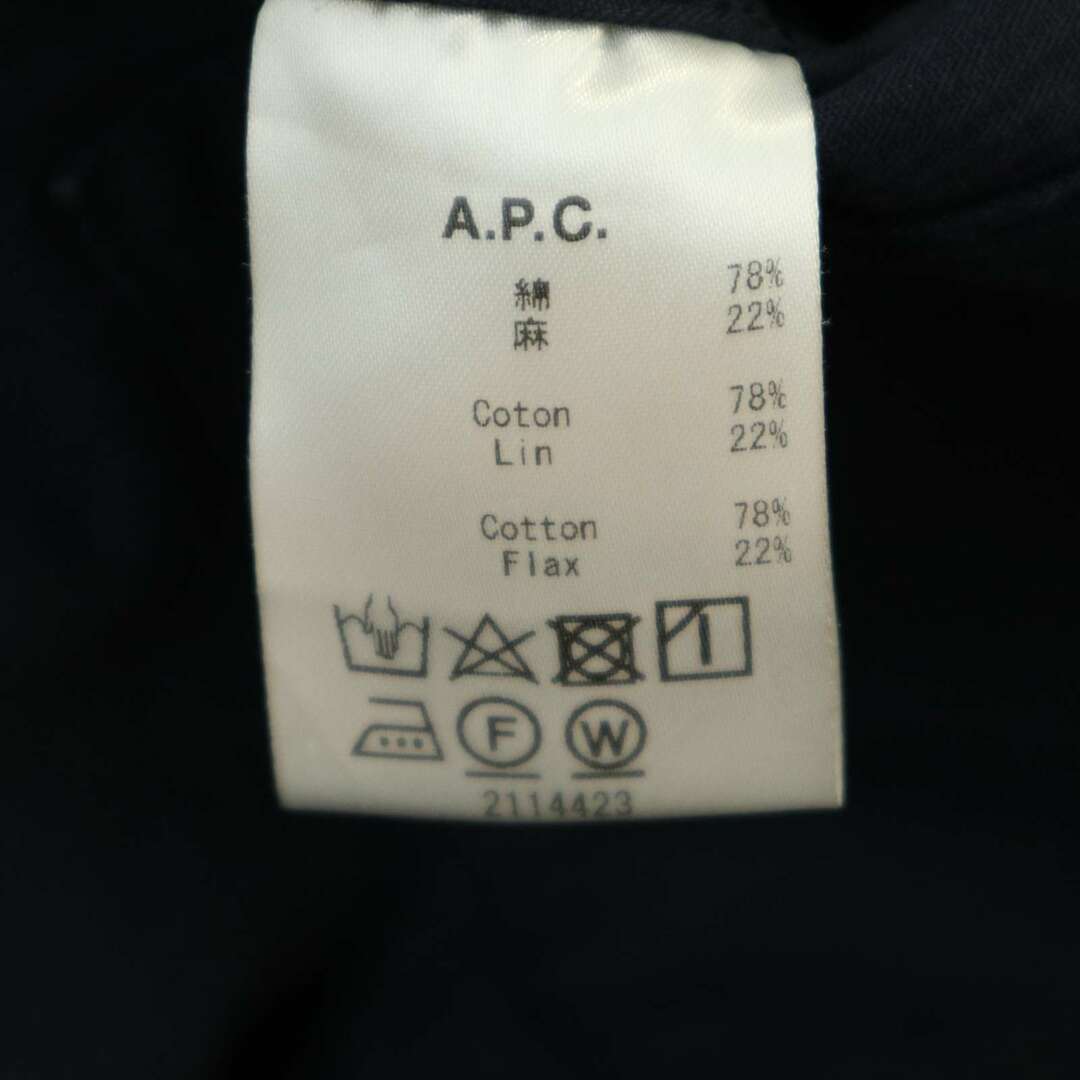 A.P.C.
綿 78%
麻 22%
Coton 78%
Lin 22%
Cotton 78%
Flax 22%
F W
2114423